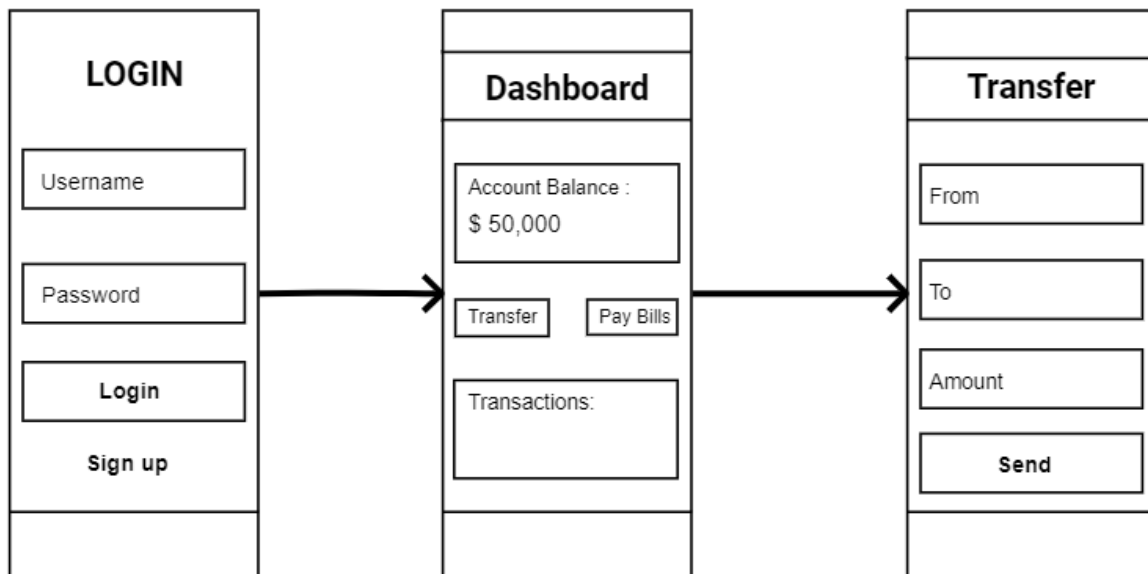 LOGIN
Username
Password
Login
Sign up
Dashboard
Account Balance :
$ 50,000
Transfer
Pay Bills
Transactions:
Transfer
From
To
Amount
Send